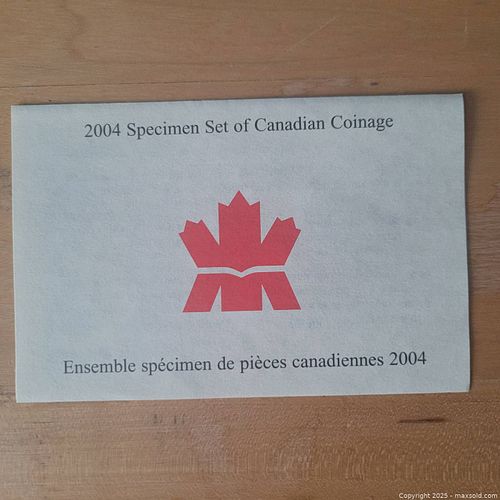 2004 Specimen Set of Canadian Coinage
Ensemble spécimen de pièces canadiennes 2004
Copyright 2025 - maxsold.com